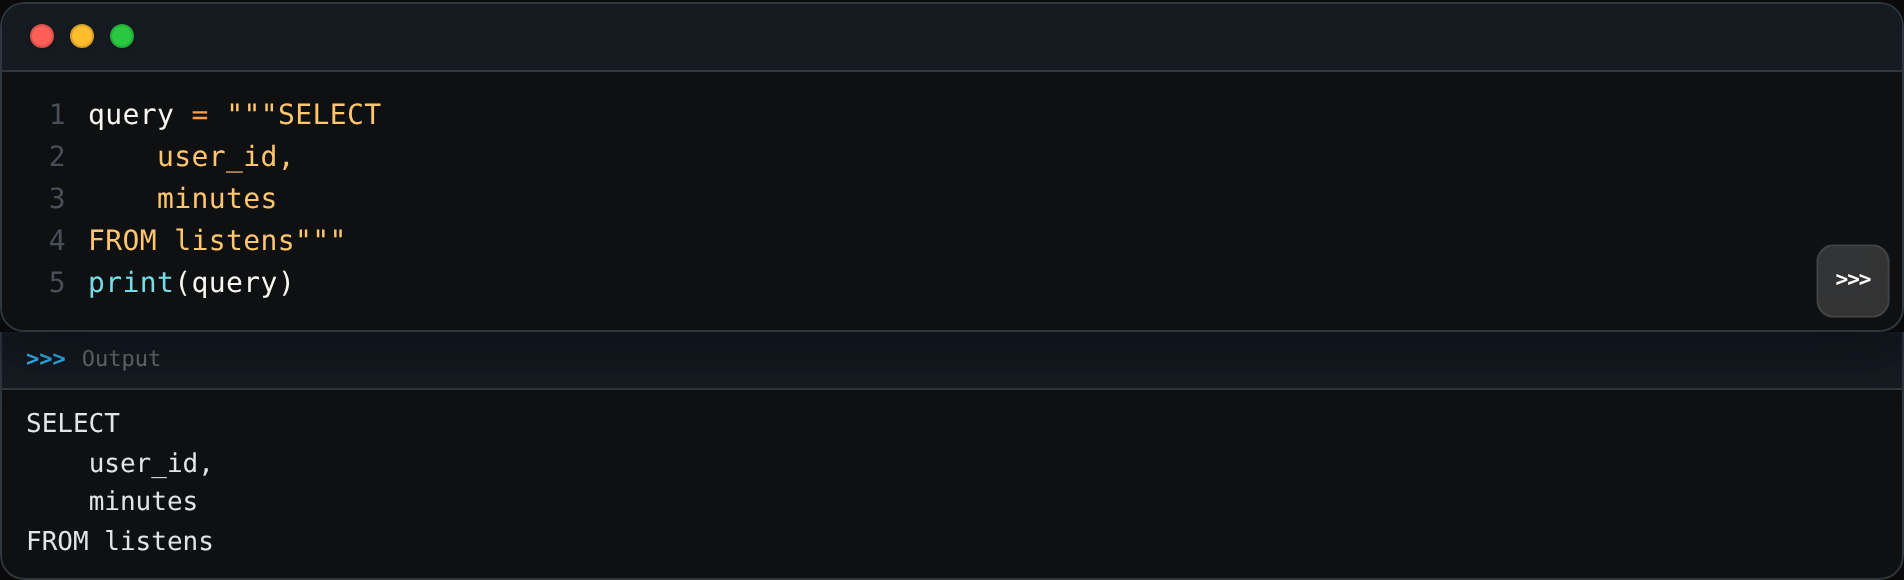 1 query = """SELECT
2     user_id,
3     minutes
4 FROM listens"""
5 print(query)
>>>
>>> Output
SELECT
    user_id,
    minutes
FROM listens